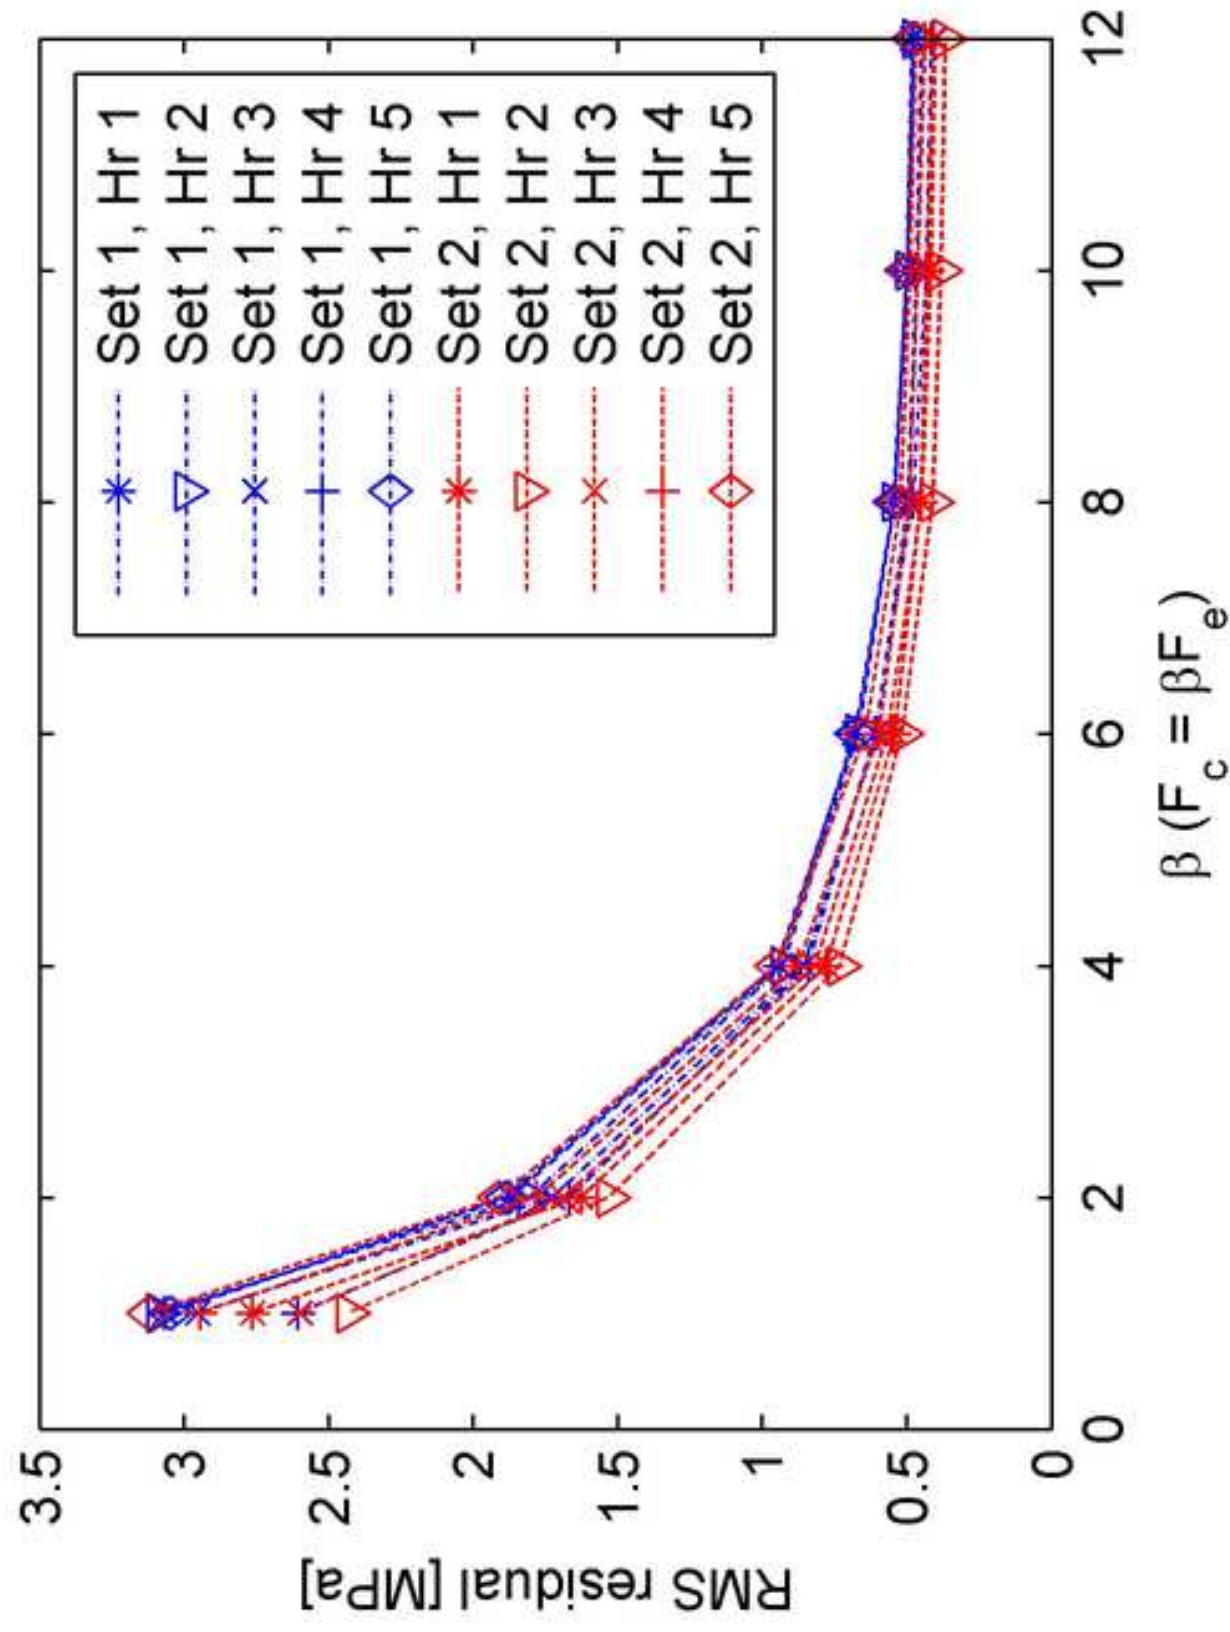 3.5
3
2.5
2
1.5
1
0.5
0
RMS residual [MPa]
Set 1, Hr 1
Set 1, Hr 2
Set 1, Hr 3
Set 1, Hr 4
Set 1, Hr 5
Set 2, Hr 1
Set 2, Hr 2
Set 2, Hr 3
Set 2, Hr 4
Set 2, Hr 5
0 2 4 6 8 10 12
β (F_c = βF_e)